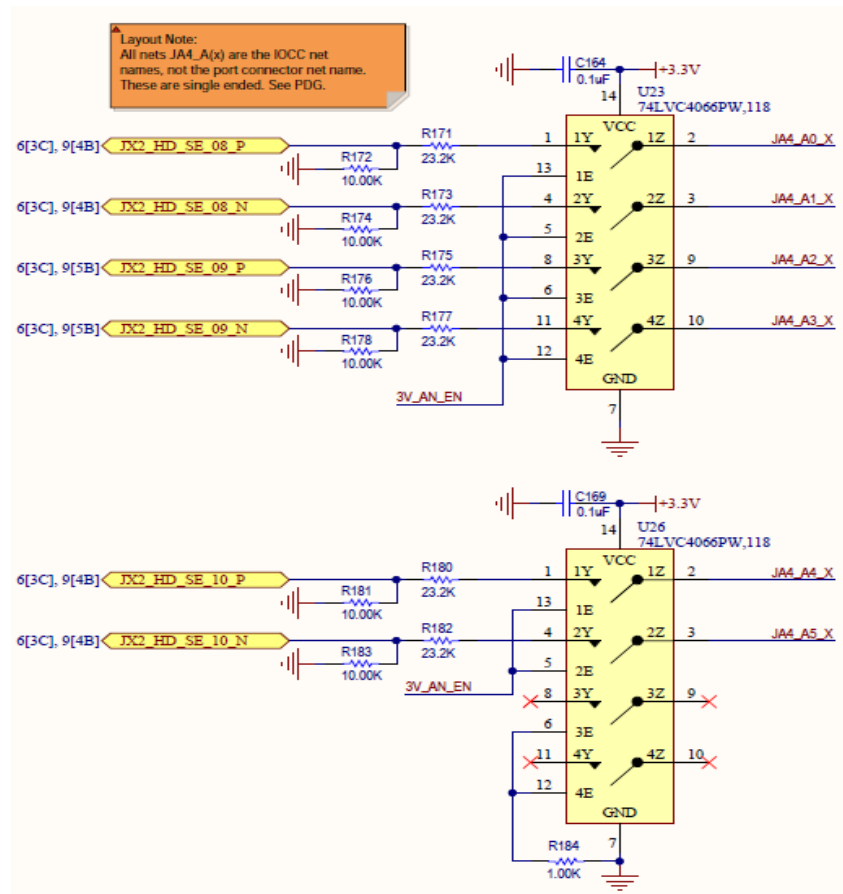 Layout Note:
All nets JA4_A(x) are the IOCC net
names, not the port connector net name.
These are single ended. See PDG.
C164
0.1uF
+3.3V
14
U23
74LVC4066PW,118
VCC
6[3C], 9[4B] JX2_HD_SE_08_P
R171
23.2K
1 1Y 1Z 2 JA4_A0_X
R172
10.00K
13 1E
6[3C], 9[4B] JX2_HD_SE_08_N
R173
23.2K
4 2Y 2Z 3 JA4_A1_X
R174
10.00K
5 2E
6[3C], 9[5B] JX2_HD_SE_09_P
R175
23.2K
8 3Y 3Z 9 JA4_A2_X
R176
10.00K
6 3E
6[3C], 9[5B] JX2_HD_SE_09_N
R177
23.2K
11 4Y 4Z 10 JA4_A3_X
R178
10.00K
12 4E
3V_AN_EN
GND
7
C169
0.1uF
+3.3V
14
U26
74LVC4066PW,118
VCC
6[3C], 9[4B] JX2_HD_SE_10_P
R180
23.2K
1 1Y 1Z 2 JA4_A4_X
R181
10.00K
13 1E
6[3C], 9[4B] JX2_HD_SE_10_N
R182
23.2K
4 2Y 2Z 3 JA4_A5_X
R183
10.00K
5 2E
3V_AN_EN
8 3Y 3Z 9
6 3E
11 4Y 4Z 10
12 4E
GND
R184
1.00K
7